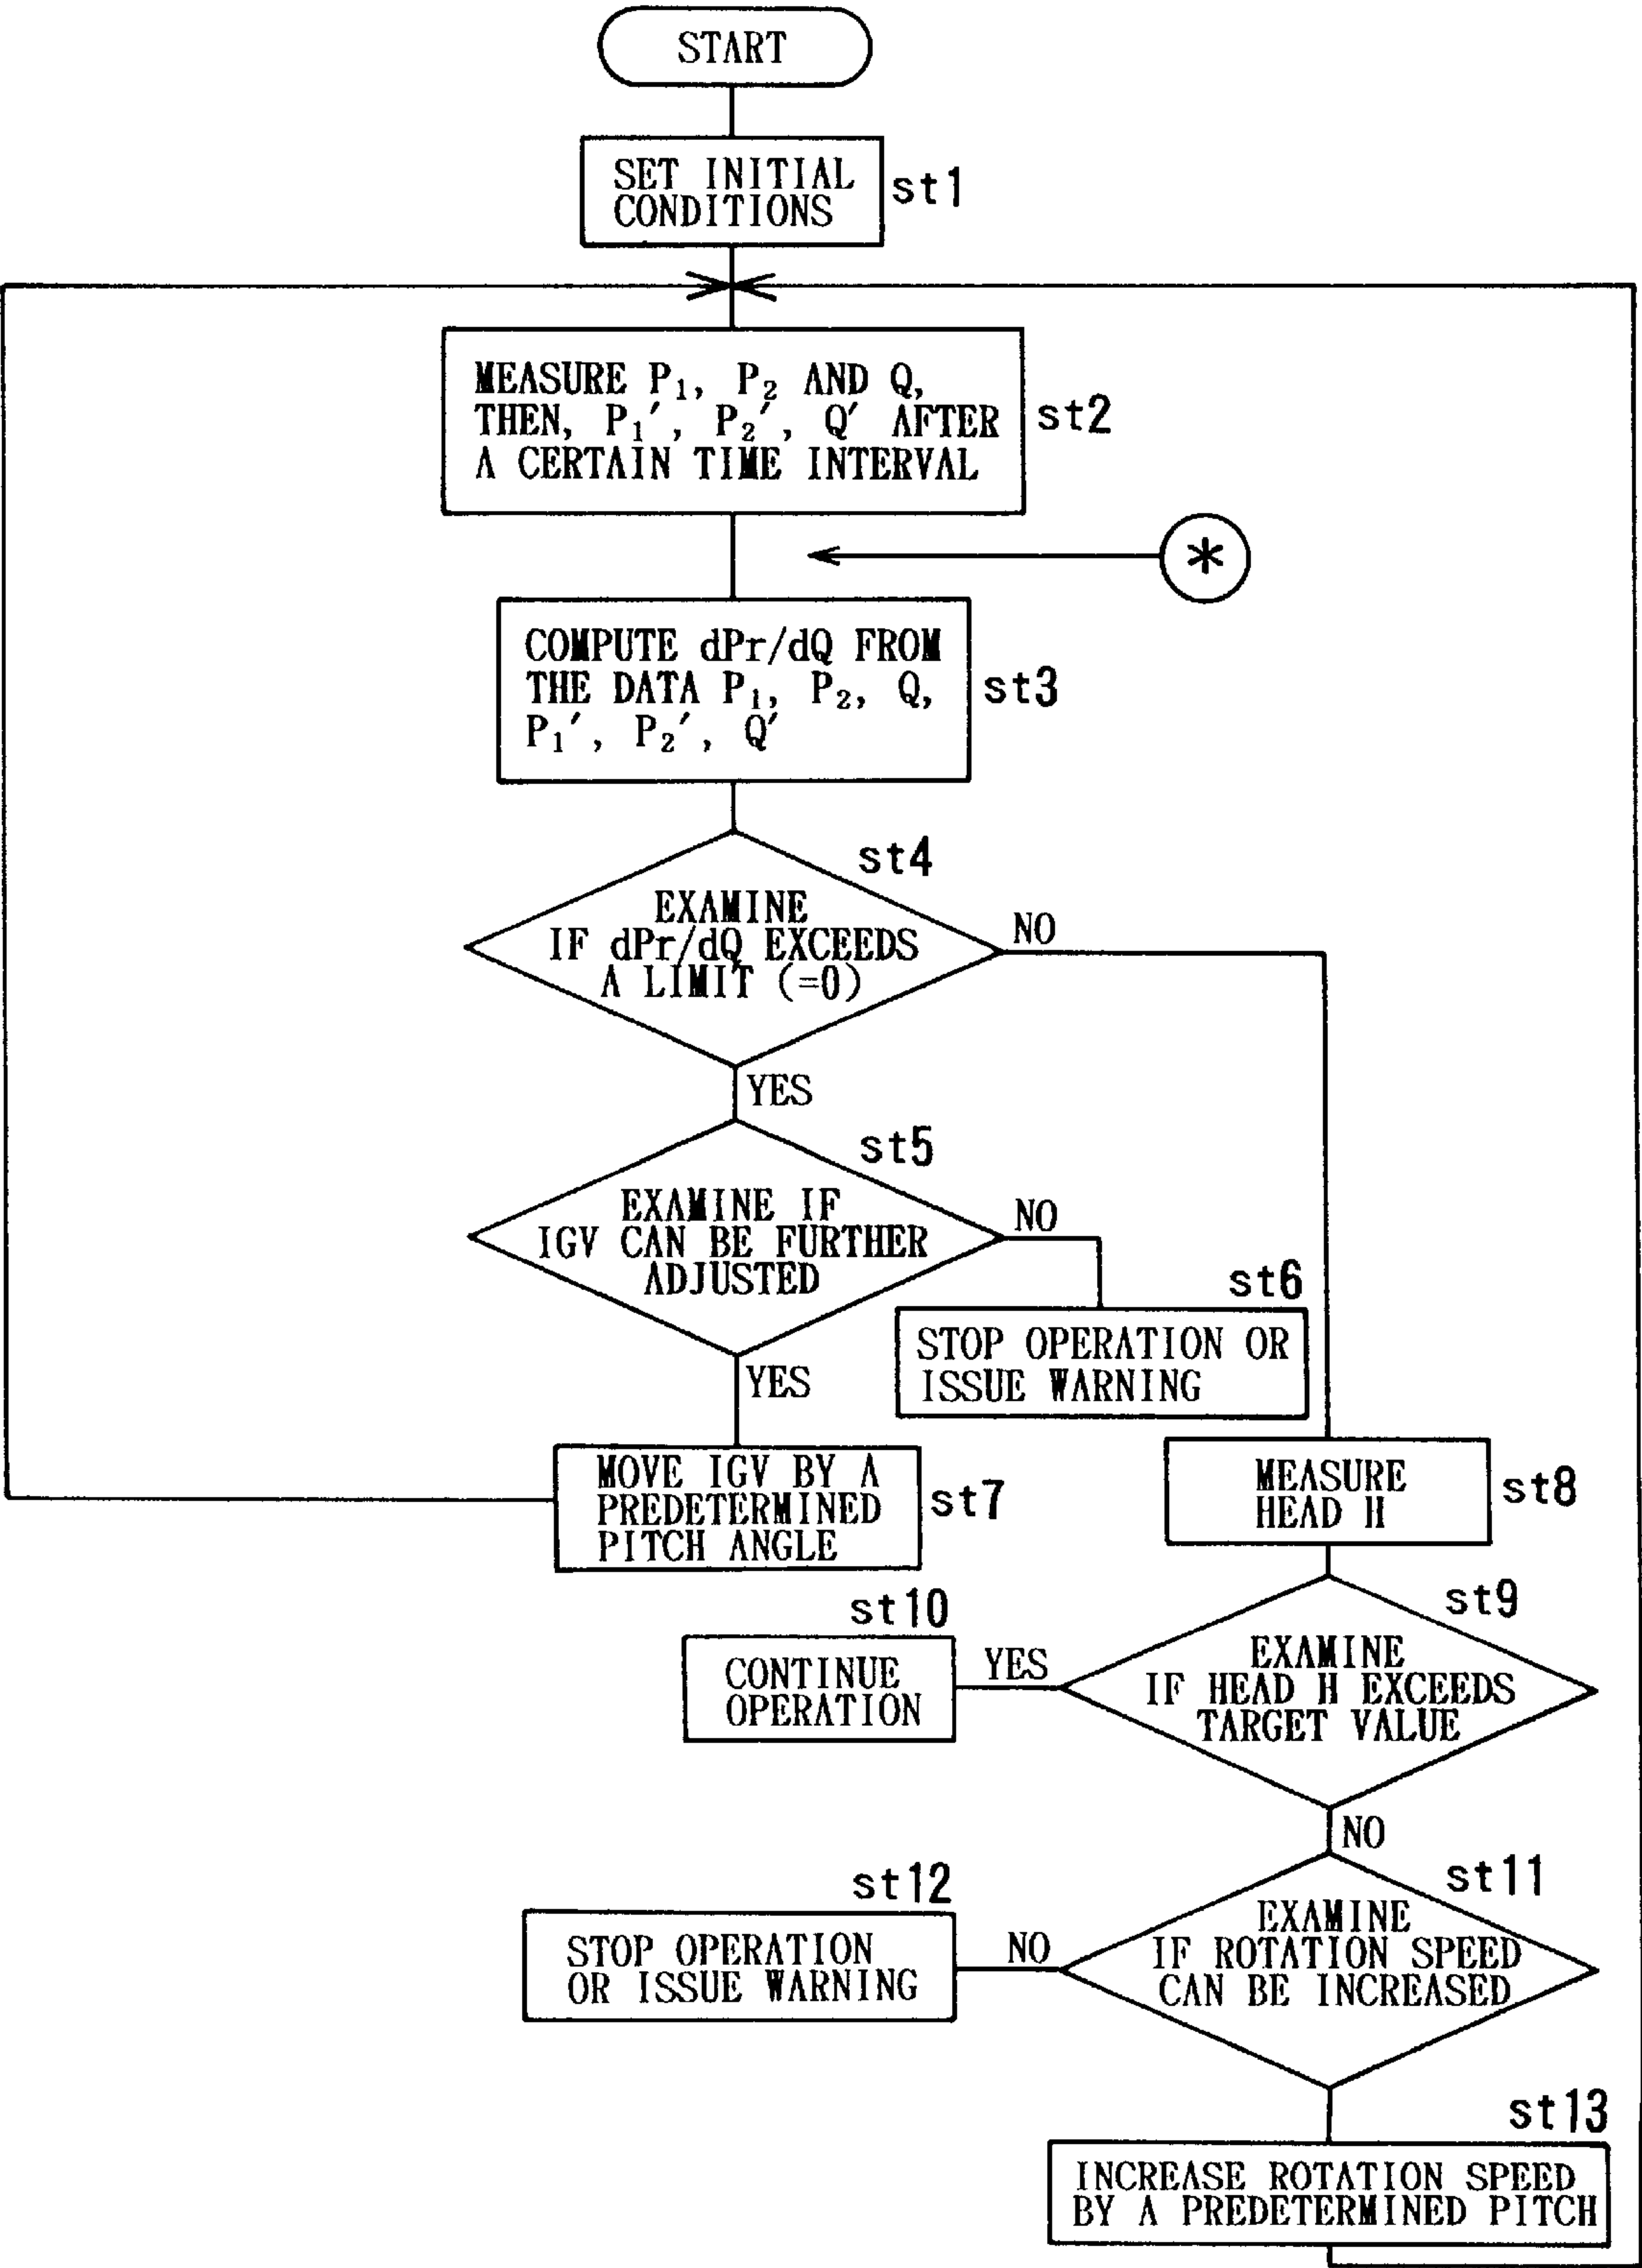 START
SET INITIAL
CONDITIONS
st1
MEASURE P₁, P₂ AND Q,
THEN, P₁′, P₂′, Q′ AFTER
A CERTAIN TIME INTERVAL
st2
*
COMPUTE dPr/dQ FROM
THE DATA P₁, P₂, Q,
P₁′, P₂′, Q′
st3
st4
EXAMINE
IF dPr/dQ EXCEEDS
A LIMIT (=0)
NO
YES
st5
EXAMINE IF
IGV CAN BE FURTHER
ADJUSTED
NO
YES
st6
STOP OPERATION OR
ISSUE WARNING
MOVE IGV BY A
PREDETERMINED
PITCH ANGLE
st7
MEASURE
HEAD H
st8
st9
EXAMINE
IF HEAD H EXCEEDS
TARGET VALUE
YES
st10
CONTINUE
OPERATION
NO
st11
EXAMINE
IF ROTATION SPEED
CAN BE INCREASED
NO
st12
STOP OPERATION
OR ISSUE WARNING
st13
INCREASE ROTATION SPEED
BY A PREDETERMINED PITCH